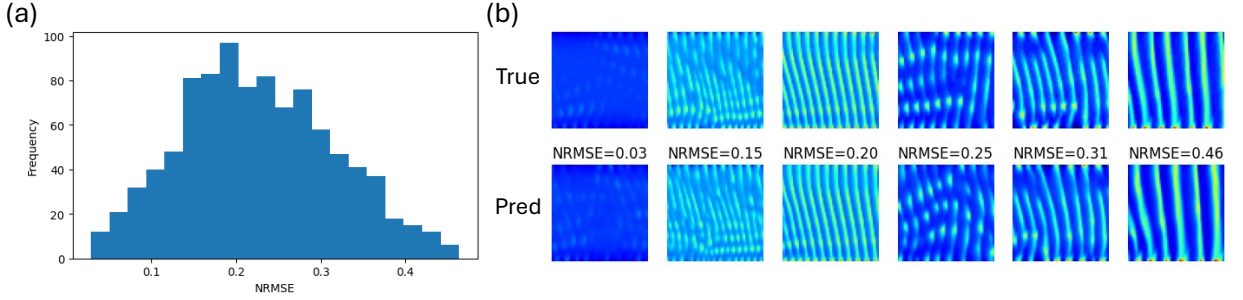 (a)
100
80
60
40
20
0
Frequency
0.1 0.2 0.3 0.4
NRMSE
(b)
True
NRMSE=0.03 NRMSE=0.15 NRMSE=0.20 NRMSE=0.25 NRMSE=0.31 NRMSE=0.46
Pred